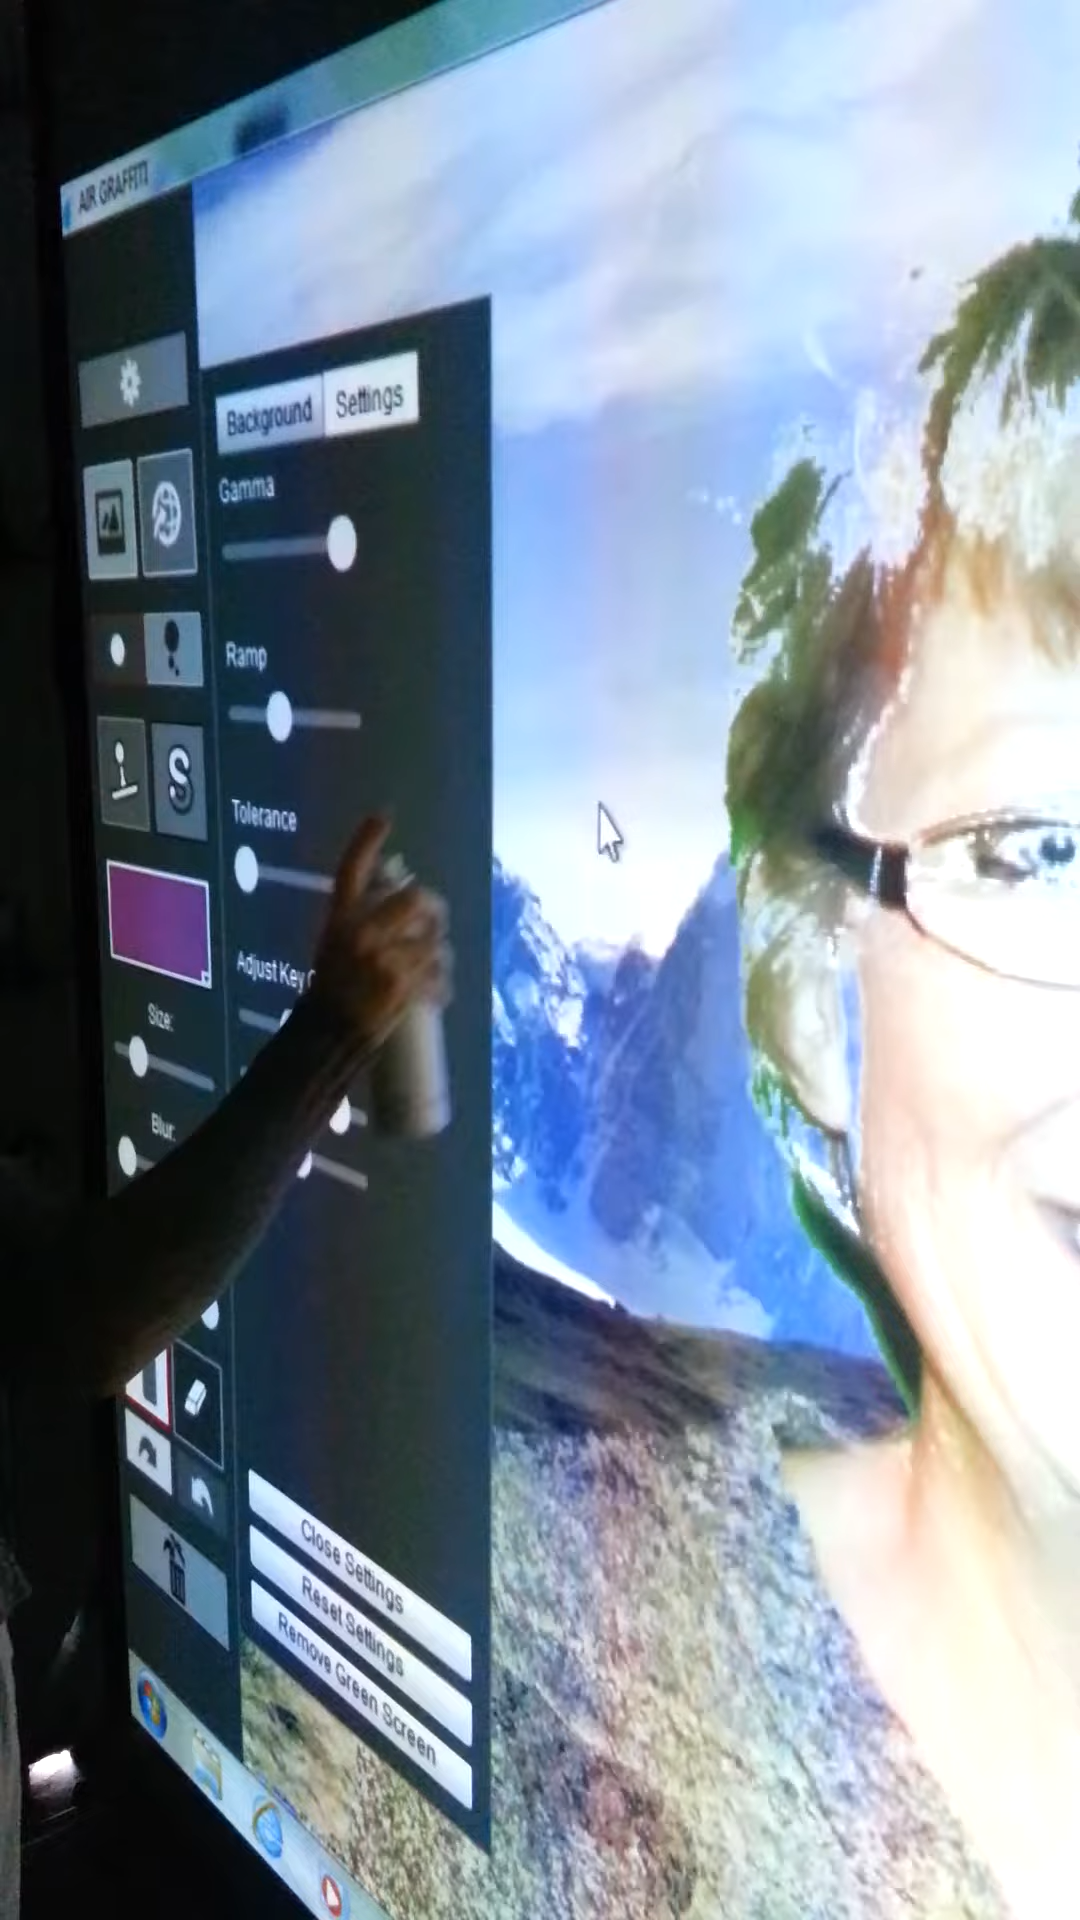 AIR GRAFFITI
Background
Settings
Gamma
Ramp
Tolerance
Adjust Key
S
Size:
Blur:
Close Settings
Reset Settings
Remove Green Screen